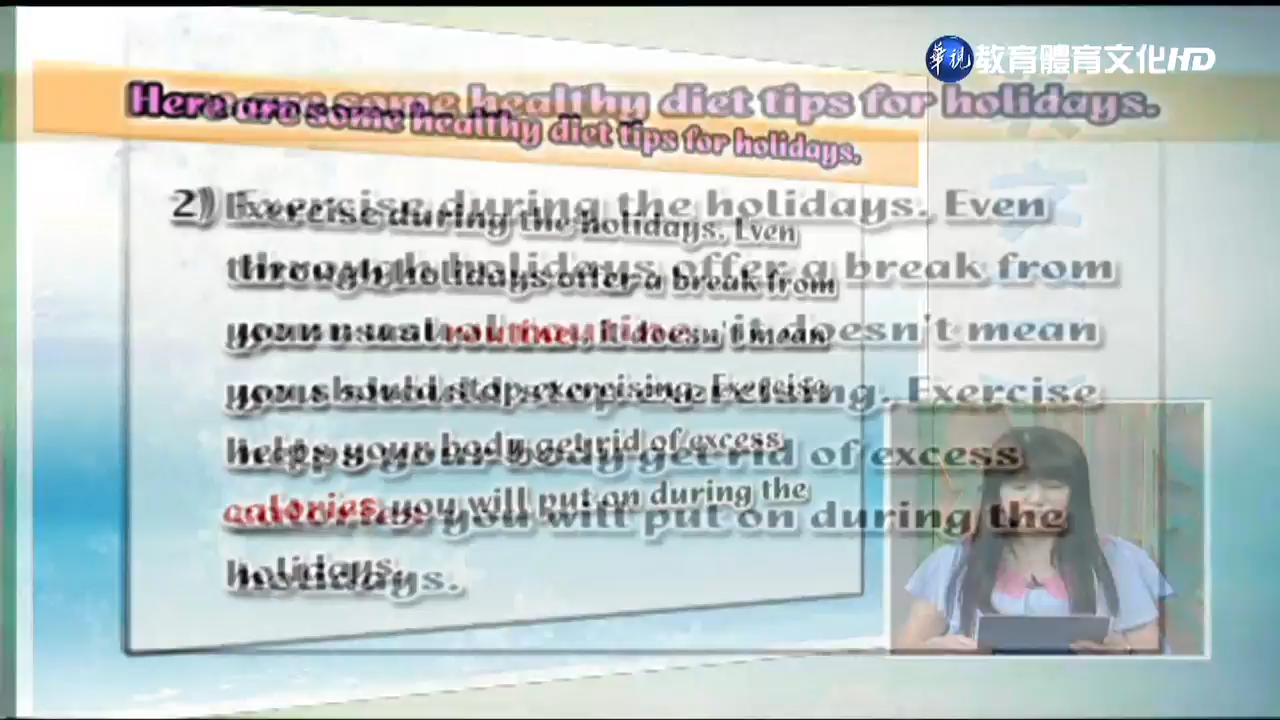 華視 教育體育文化HD
Here are some healthy diet tips for holidays.
2) Exercise during the holidays. Even
through holidays offer a break from
your usual routine, it doesn't mean
you should stop exercising. Exercise
helps your body get rid of excess
calories you will put on during the
holidays.